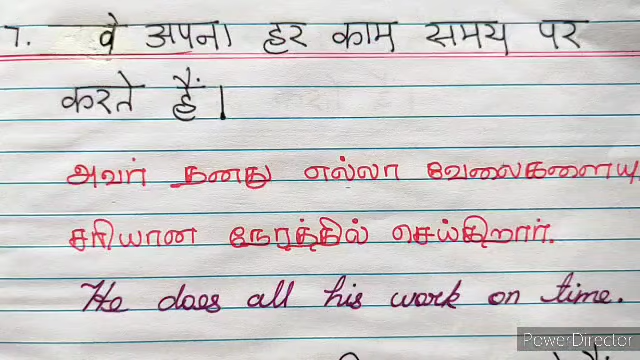 7. वे अपना हर काम समय पर
करते हैं।
அவர் தனது எல்லா வேலைகளையு
சரியான நேரத்தில் செய்கிறார்.
He does all his work on time.
PowerDirector